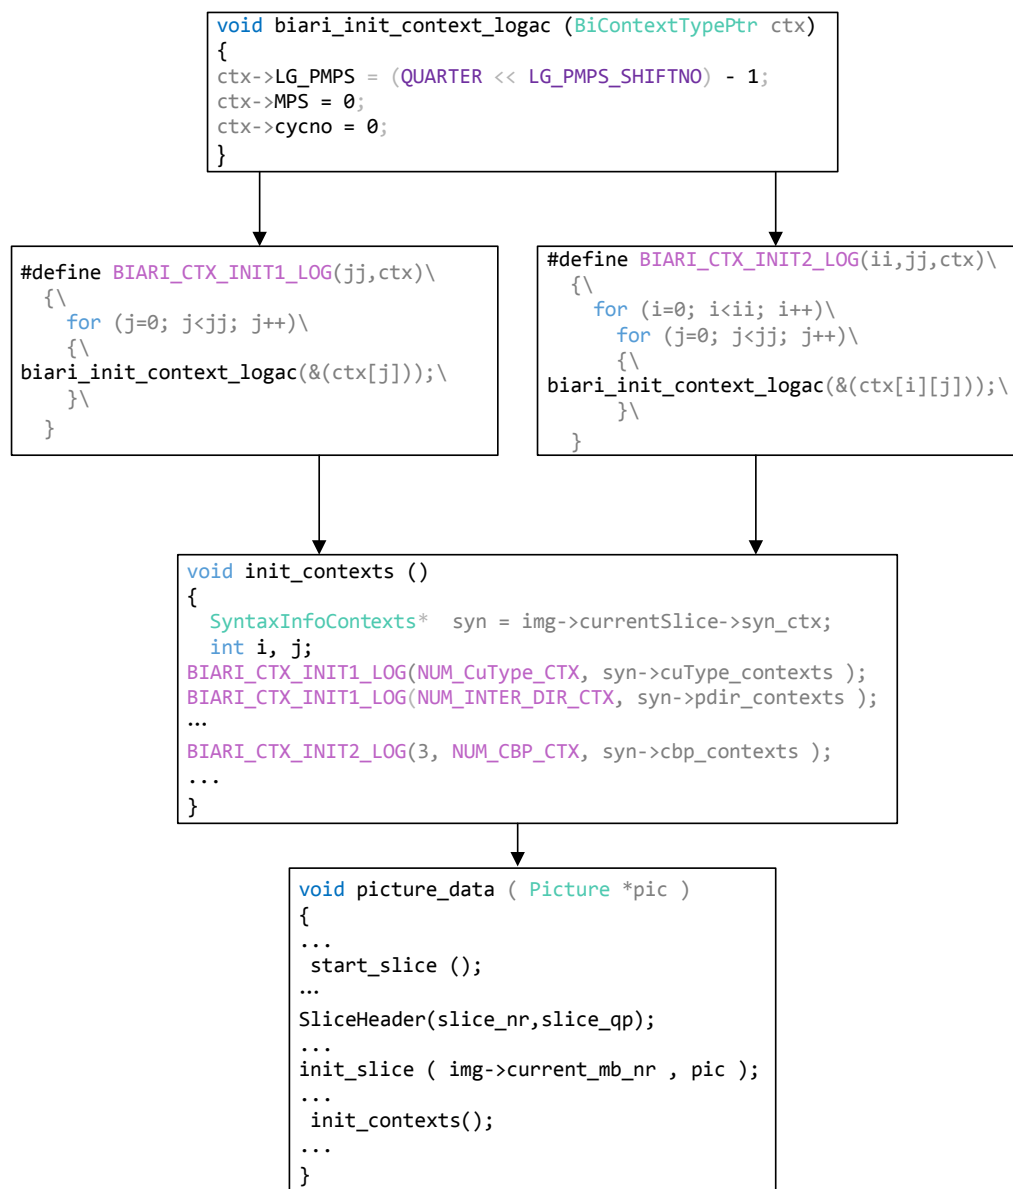 void biari_init_context_logac (BiContextTypePtr ctx)
{
ctx->LG_PMPS = (QUARTER << LG_PMPS_SHIFTNO) - 1;
ctx->MPS = 0;
ctx->cycno = 0;
}
#define BIARI_CTX_INIT1_LOG(jj,ctx)\
{\
for (j=0; j<jj; j++)\
{\
biari_init_context_logac(&(ctx[j]));\
}\
}
#define BIARI_CTX_INIT2_LOG(ii,jj,ctx)\
{\
for (i=0; i<ii; i++)\
for (j=0; j<jj; j++)\
{\
biari_init_context_logac(&(ctx[i][j]));\
}\
}
void init_contexts ()
{
SyntaxInfoContexts*  syn = img->currentSlice->syn_ctx;
int i, j;
BIARI_CTX_INIT1_LOG(NUM_CuType_CTX, syn->cuType_contexts );
BIARI_CTX_INIT1_LOG(NUM_INTER_DIR_CTX, syn->pdir_contexts );
…
BIARI_CTX_INIT2_LOG(3, NUM_CBP_CTX, syn->cbp_contexts );
...
}
void picture_data ( Picture *pic )
{
...
start_slice ();
…
SliceHeader(slice_nr,slice_qp);
...
init_slice ( img->current_mb_nr , pic );
...
init_contexts();
...
}